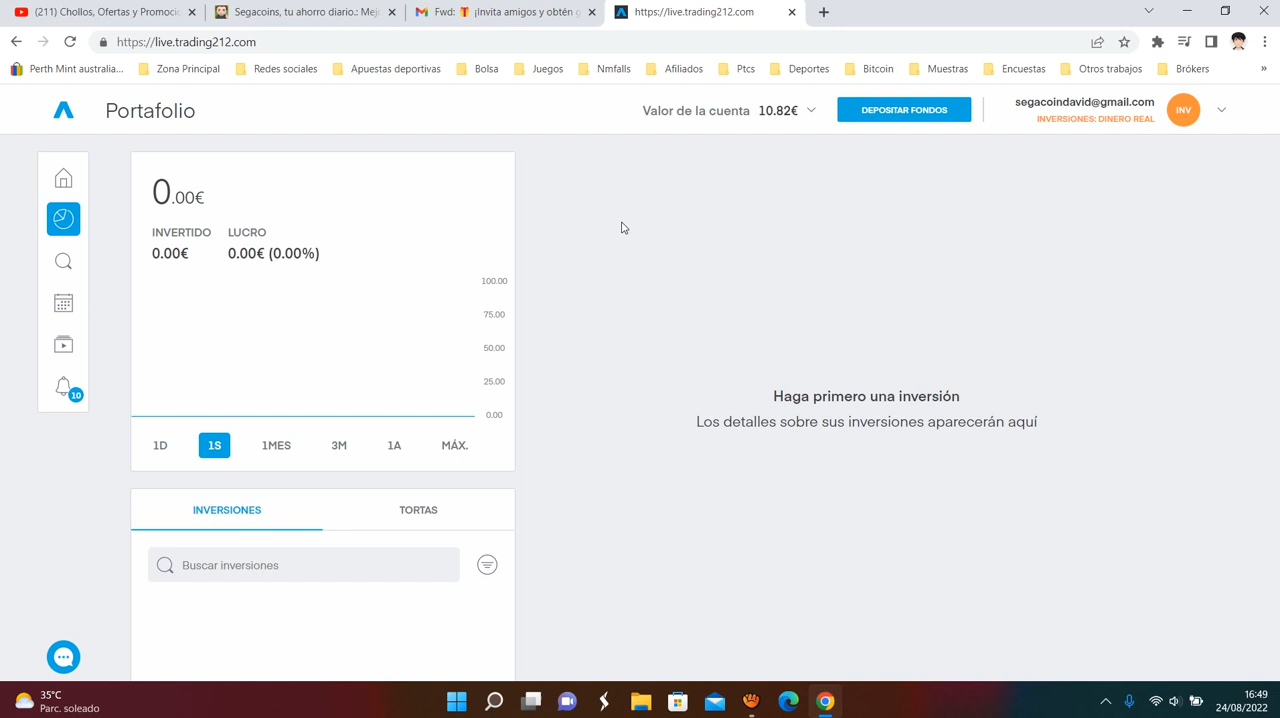 (211) Chollos, Ofertas y Promocio
Segacoins, tu ahorro diario.: Mejo
Fwd: 🎁 ¡Invita amigos y obtén g
https://live.trading212.com
https://live.trading212.com
Perth Mint australia...
Zona Principal
Redes sociales
Apuestas deportivas
Bolsa
Juegos
Nmfalls
Afiliados
Ptcs
Deportes
Bitcoin
Muestras
Encuestas
Otros trabajos
Brókers
»
Portafolio
Valor de la cuenta 10.82€
DEPOSITAR FONDOS
segacoindavid@gmail.com
INVERSIONES: DINERO REAL
INV
0.00€
INVERTIDO LUCRO
0.00€ 0.00€ (0.00%)
100.00
75.00
50.00
25.00
0.00
1D 1S 1MES 3M 1A MÁX.
10
INVERSIONES TORTAS
Buscar inversiones
Haga primero una inversión
Los detalles sobre sus inversiones aparecerán aquí
35°C
Parc. soleado
16:49
24/08/2022